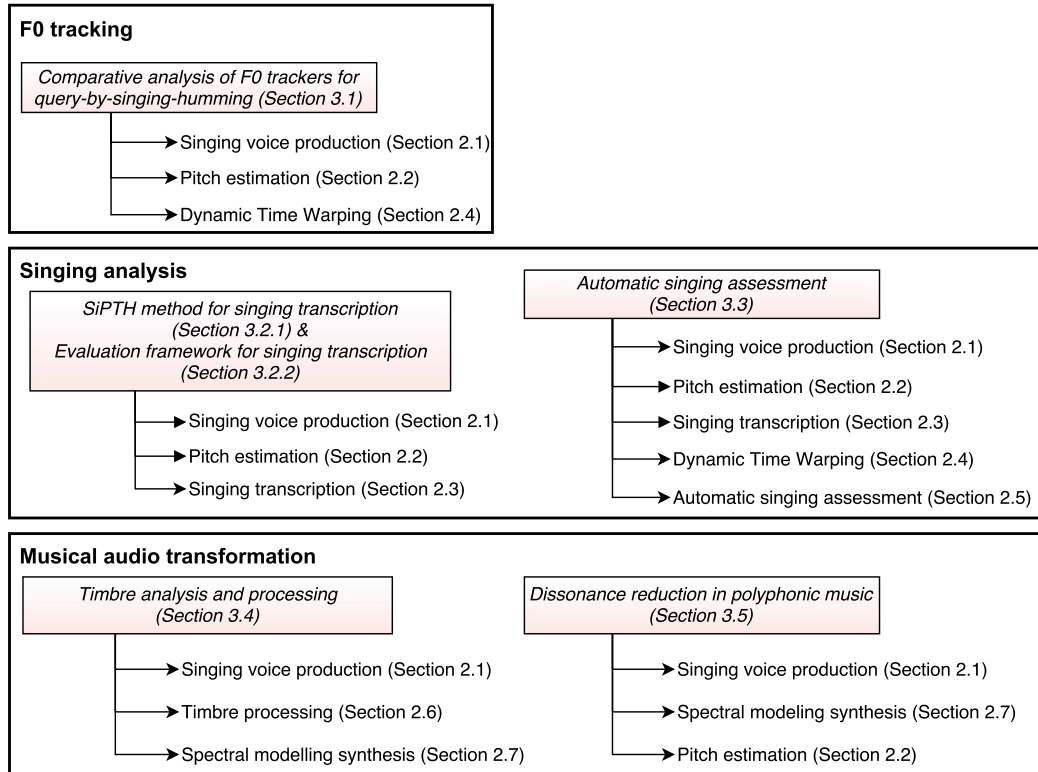 F0 tracking
Comparative analysis of F0 trackers for
query-by-singing-humming (Section 3.1)
Singing voice production (Section 2.1)
Pitch estimation (Section 2.2)
Dynamic Time Warping (Section 2.4)
Singing analysis
SiPTH method for singing transcription
(Section 3.2.1) &
Evaluation framework for singing transcription
(Section 3.2.2)
Singing voice production (Section 2.1)
Pitch estimation (Section 2.2)
Singing transcription (Section 2.3)
Automatic singing assessment
(Section 3.3)
Singing voice production (Section 2.1)
Pitch estimation (Section 2.2)
Singing transcription (Section 2.3)
Dynamic Time Warping (Section 2.4)
Automatic singing assessment (Section 2.5)
Musical audio transformation
Timbre analysis and processing
(Section 3.4)
Singing voice production (Section 2.1)
Timbre processing (Section 2.6)
Spectral modelling synthesis (Section 2.7)
Dissonance reduction in polyphonic music
(Section 3.5)
Singing voice production (Section 2.1)
Spectral modeling synthesis (Section 2.7)
Pitch estimation (Section 2.2)